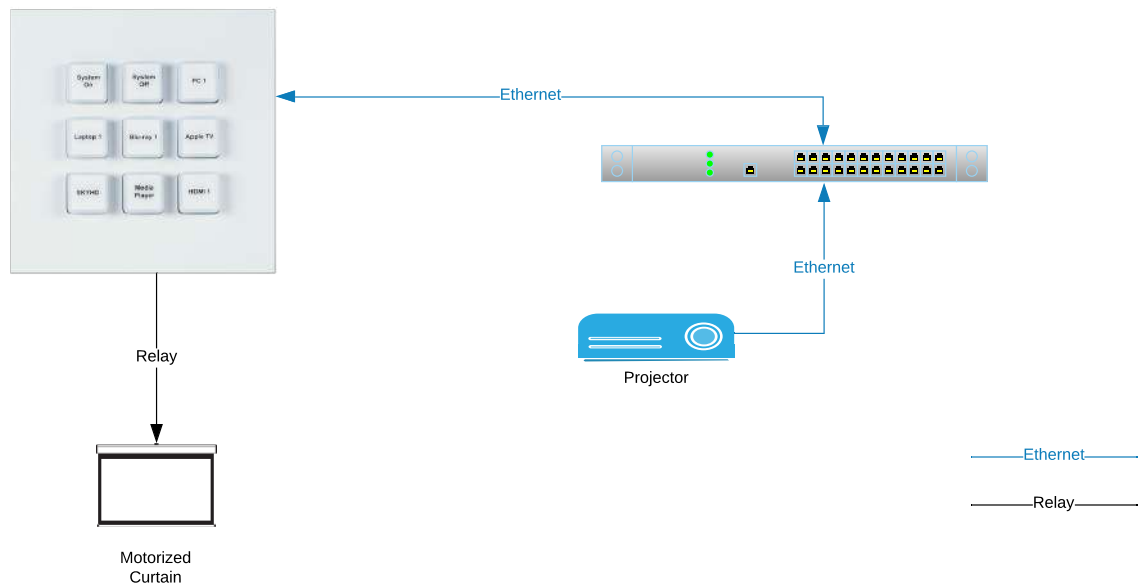 System
On
System
Off
PC 1
Laptop 1
Blu-ray 1
Apple TV
SKYHD
Media
Player
HDMI 1
Ethernet
Ethernet
Projector
Relay
Motorized
Curtain
Ethernet
Relay